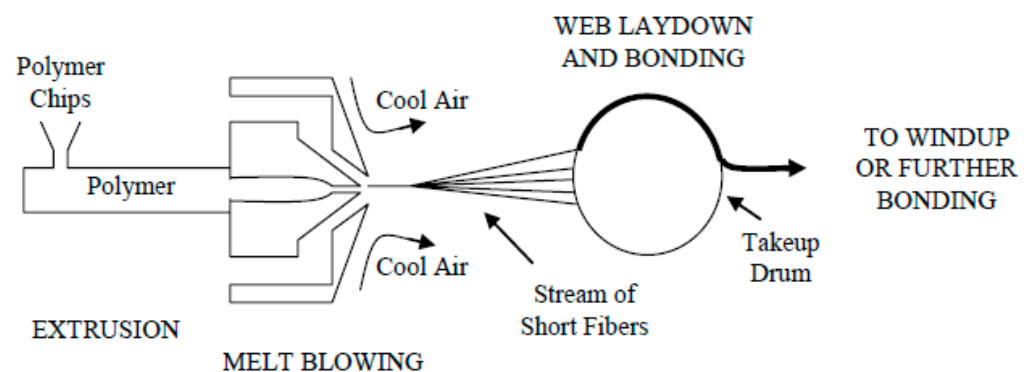 WEB LAYDOWN
AND BONDING
Polymer
Chips
Cool Air
TO WINDUP
OR FURTHER
BONDING
Polymer
Takeup
Drum
Cool Air
Stream of
Short Fibers
EXTRUSION
MELT BLOWING